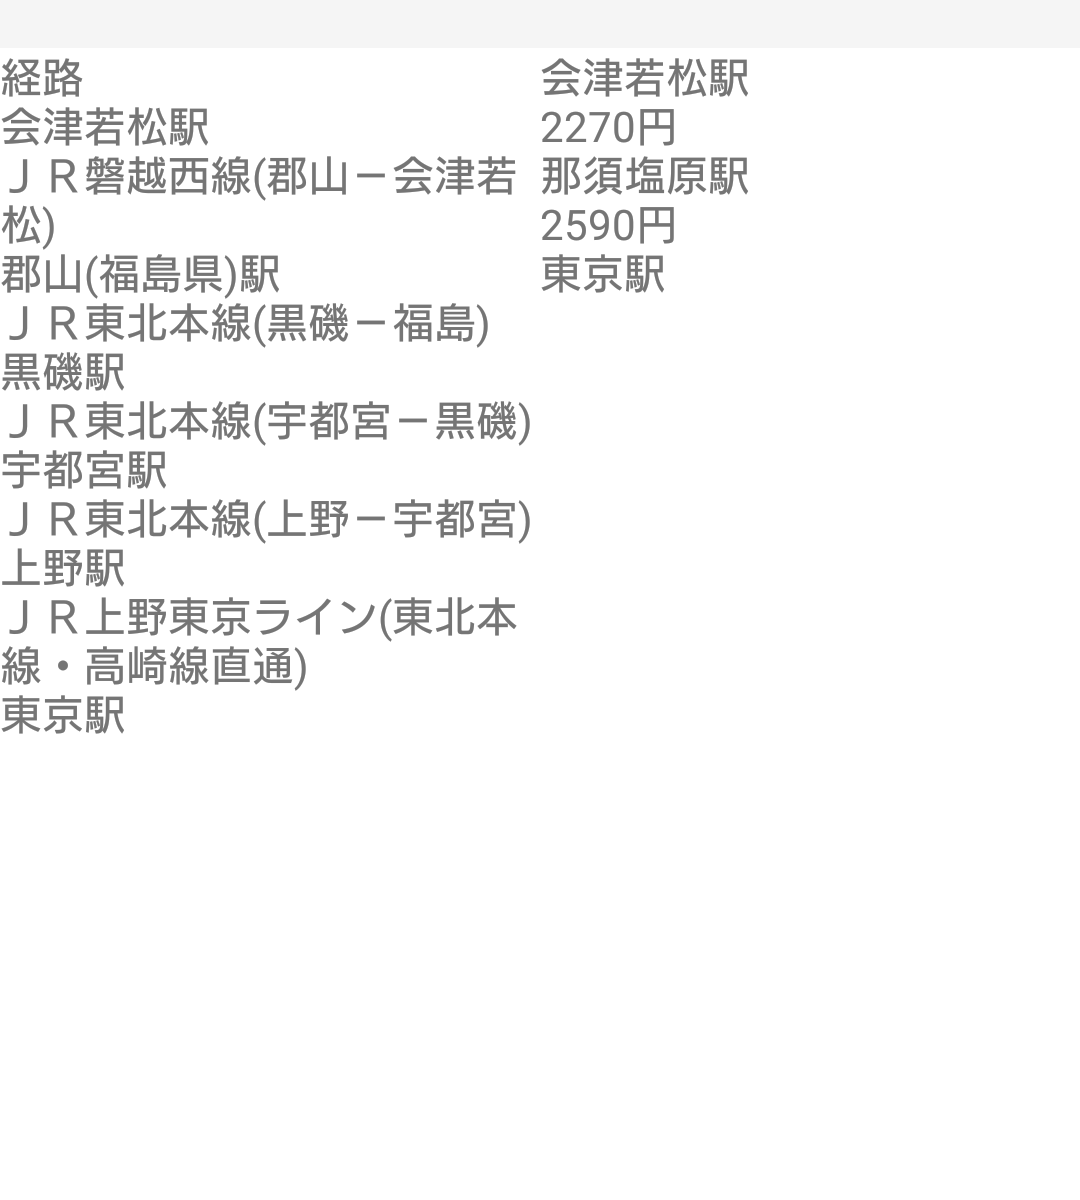 経路
会津若松駅
ＪＲ磐越西線(郡山－会津若
松)
郡山(福島県)駅
ＪＲ東北本線(黒磯－福島)
黒磯駅
ＪＲ東北本線(宇都宮－黒磯)
宇都宮駅
ＪＲ東北本線(上野－宇都宮)
上野駅
ＪＲ上野東京ライン(東北本
線・高崎線直通)
東京駅
会津若松駅
2270円
那須塩原駅
2590円
東京駅